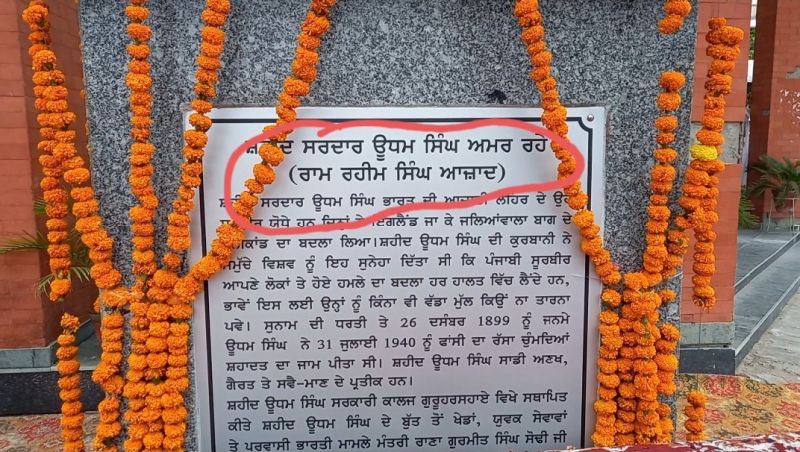 ਸ਼ਹੀਦ ਸਰਦਾਰ ਊਧਮ ਸਿੰਘ ਅਮਰ ਰਹੇ
(ਰਾਮ ਰਹੀਮ ਸਿੰਘ ਆਜ਼ਾਦ)
ਸ਼ਹੀਦ ਸਰਦਾਰ ਊਧਮ ਸਿੰਘ ਭਾਰਤ ਦੀ ਆਜ਼ਾਦੀ ਲਹਿਰ ਦੇ ਉਹ
ਯੋਧੇ ਹਨ ਜਿਨ੍ਹਾਂ ਨੇ ਇੰਗਲੈਂਡ ਜਾ ਕੇ ਜਲਿਆਂਵਾਲਾ ਬਾਗ ਦੇ
ਕਾਂਡ ਦਾ ਬਦਲਾ ਲਿਆ।ਸ਼ਹੀਦ ਊਧਮ ਸਿੰਘ ਦੀ ਕੁਰਬਾਨੀ ਨੇ
ਸਮੁੱਚੇ ਵਿਸ਼ਵ ਨੂੰ ਇਹ ਸੁਨੇਹਾ ਦਿੱਤਾ ਸੀ ਕਿ ਪੰਜਾਬੀ ਸੂਰਬੀਰ
ਆਪਣੇ ਲੋਕਾਂ ਤੇ ਹੋਏ ਹਮਲੇ ਦਾ ਬਦਲਾ ਹਰ ਹਾਲਤ ਵਿੱਚ ਲੈਂਦੇ ਹਨ,
ਭਾਵੇਂ ਇਸ ਲਈ ਉਨ੍ਹਾਂ ਨੂੰ ਕਿੰਨਾ ਵੀ ਵੱਡਾ ਮੁੱਲ ਕਿਉਂ ਨਾ ਤਾਰਨਾ
ਪਵੇ। ਸੁਨਾਮ ਦੀ ਧਰਤੀ ਤੇ 26 ਦਸੰਬਰ 1899 ਨੂੰ ਜਨਮੇ
ਊਧਮ ਸਿੰਘ ਨੇ 31 ਜੁਲਾਈ 1940 ਨੂੰ ਫਾਂਸੀ ਦਾ ਰੱਸਾ ਚੁੰਮਦਿਆਂ
ਸ਼ਹਾਦਤ ਦਾ ਜਾਮ ਪੀਤਾ ਸੀ। ਸ਼ਹੀਦ ਊਧਮ ਸਿੰਘ ਸਾਡੀ ਅਣਖ,
ਗੈਰਤ ਤੇ ਸਵੈ-ਮਾਣ ਦੇ ਪ੍ਰਤੀਕ ਹਨ।
ਸ਼ਹੀਦ ਊਧਮ ਸਿੰਘ ਸਰਕਾਰੀ ਕਾਲਜ ਗੁਰੂਹਰਸਹਾਏ ਵਿਖੇ ਸਥਾਪਿਤ
ਕੀਤੇ ਸ਼ਹੀਦ ਊਧਮ ਸਿੰਘ ਦੇ ਬੁੱਤ ਤੋਂ ਖੇਡਾਂ, ਯੁਵਕ ਸੇਵਾਵਾਂ
ਤੇ ਪਰਵਾਸੀ ਭਾਰਤੀ ਮਾਮਲੇ ਮੰਤਰੀ ਰਾਣਾ ਗੁਰਮੀਤ ਸਿੰਘ ਸੋਢੀ ਜੀ